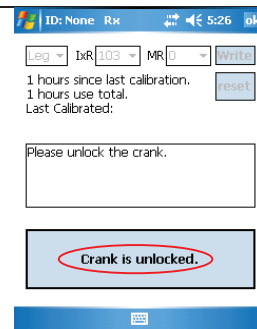 ID: None Rx 5:26 ok
Leg IxR 103 MR 0 Write
1 hours since last calibration.
1 hours use total. reset
Last Calibrated:
Please unlock the crank.
Crank is unlocked.